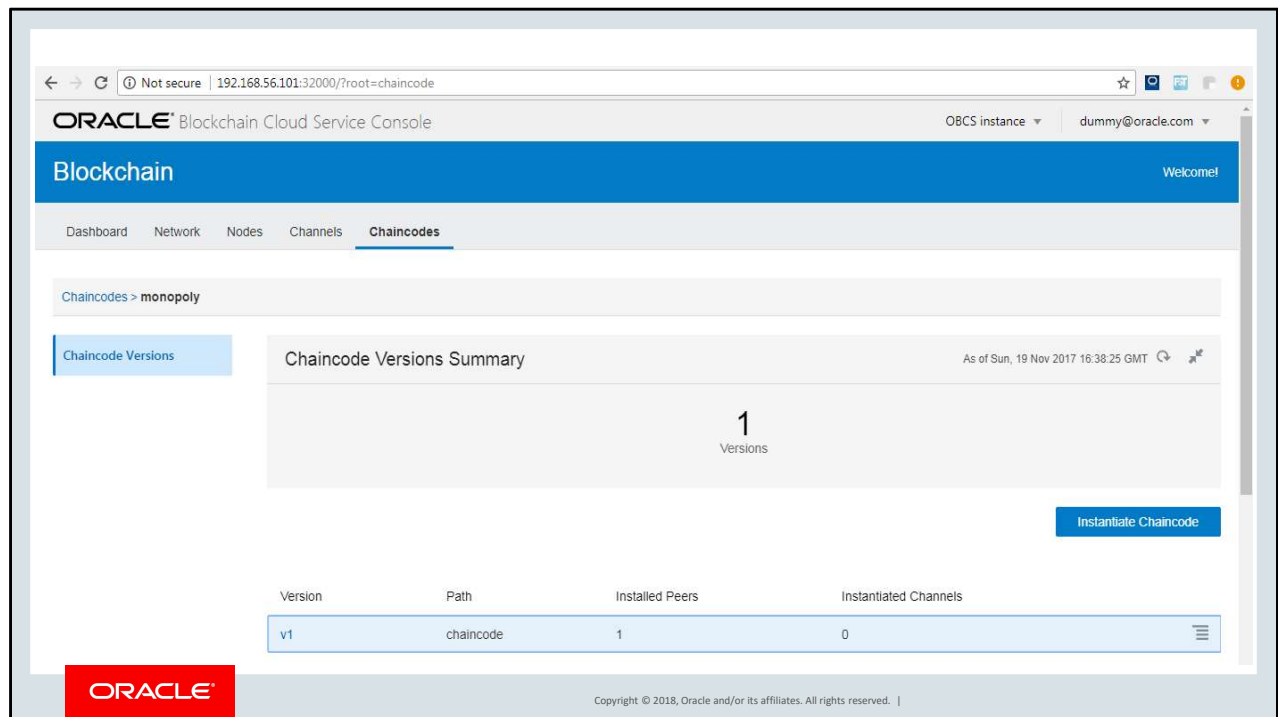 Not secure | 192.168.56.101:32000/?root=chaincode
ORACLE® Blockchain Cloud Service Console
OBCS instance
dummy@oracle.com
Blockchain
Welcome!
Dashboard Network Nodes Channels Chaincodes
Chaincodes > monopoly
Chaincode Versions
Chaincode Versions Summary
As of Sun, 19 Nov 2017 16:38:25 GMT
1
Versions
Instantiate Chaincode
Version Path Installed Peers Instantiated Channels
v1 chaincode 1 0
ORACLE®
Copyright © 2018, Oracle and/or its affiliates. All rights reserved. |